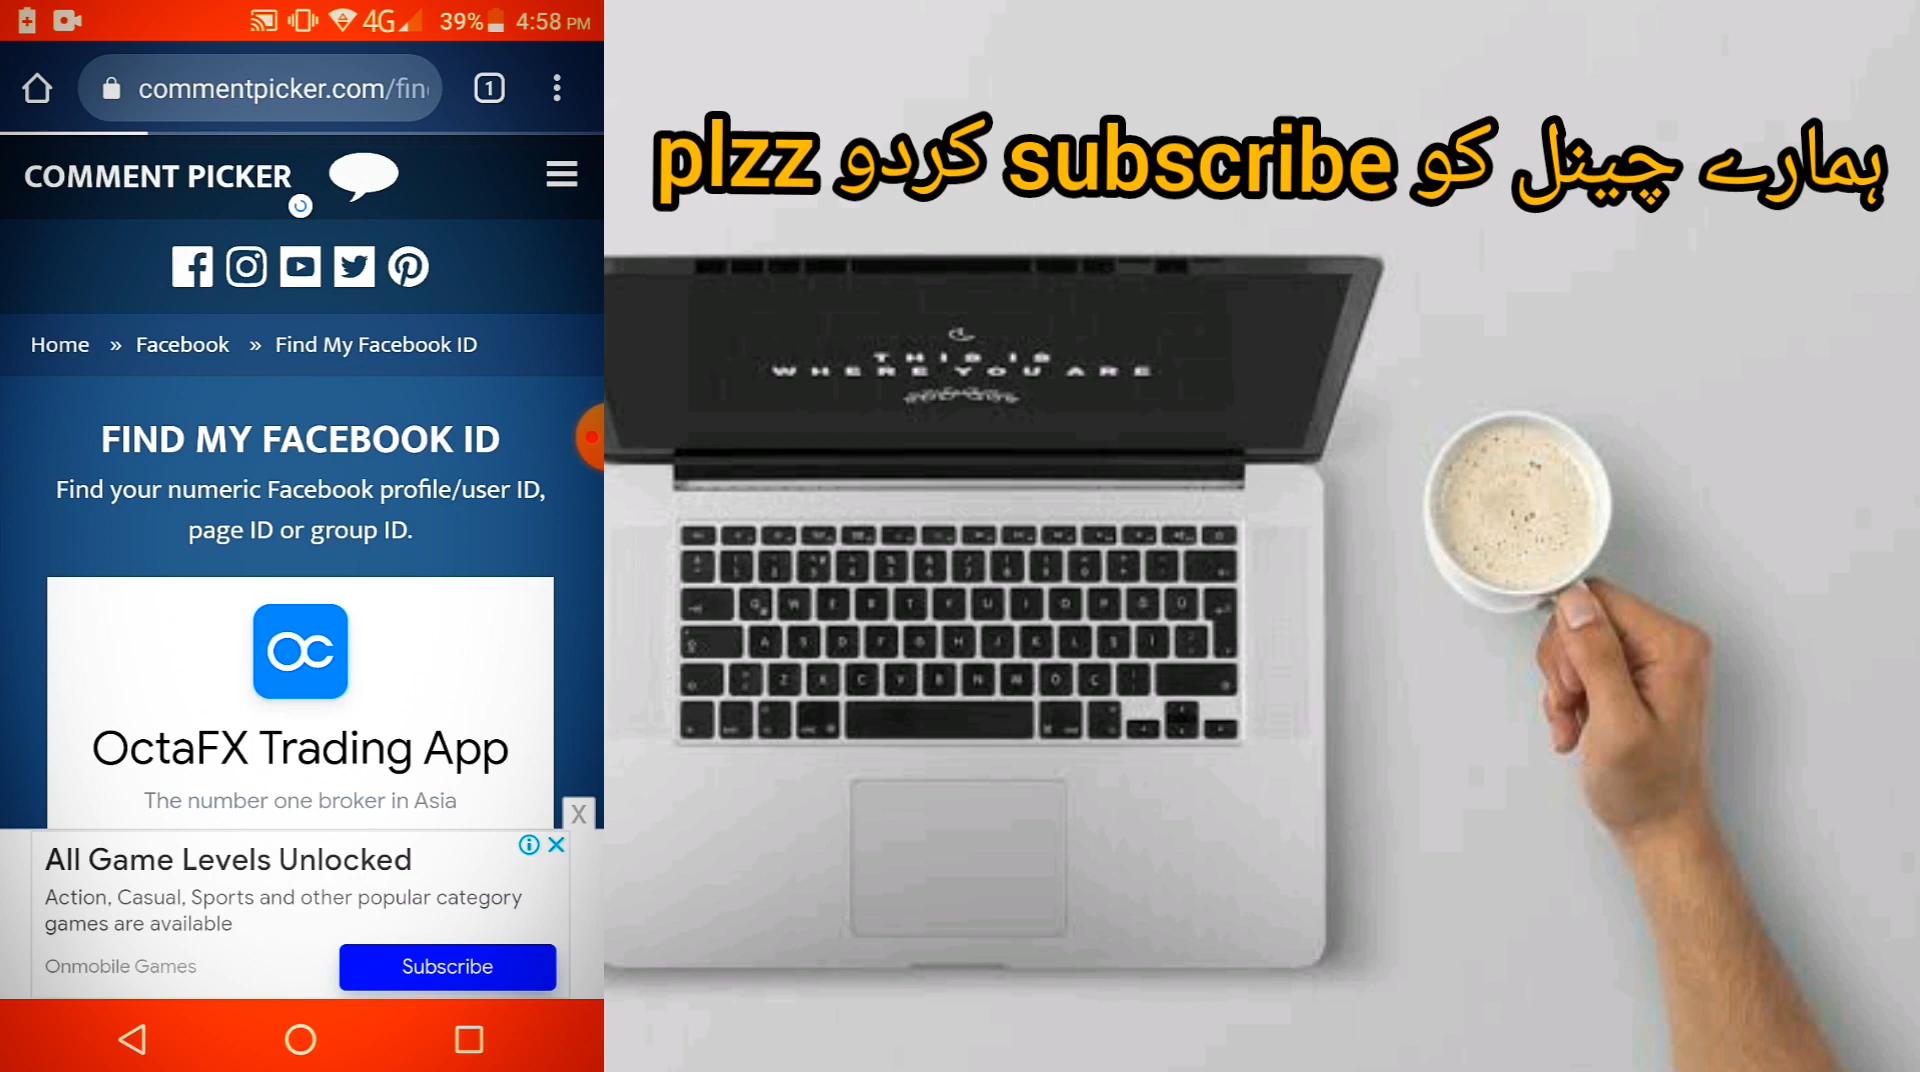 4G 39% 4:58 PM
commentpicker.com/fin
1
COMMENT PICKER
Home » Facebook » Find My Facebook ID
FIND MY FACEBOOK ID
Find your numeric Facebook profile/user ID,
page ID or group ID.
OC
OctaFX Trading App
The number one broker in Asia
X
All Game Levels Unlocked
Action, Casual, Sports and other popular category
games are available
Onmobile Games
Subscribe
ہمارے چینل کو subscribe کردو plzz
THIS IS
WHERE YOU ARE